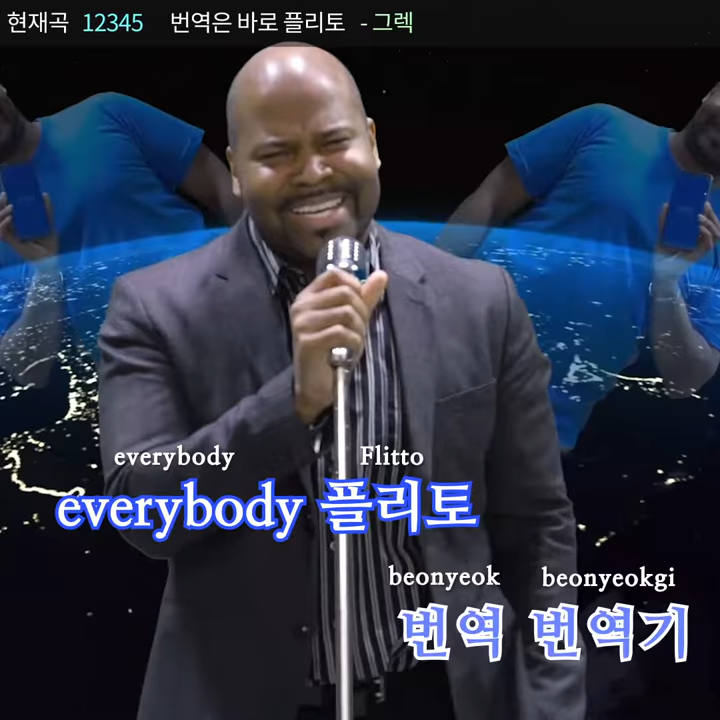 현재곡 12345 번역은 바로 플리토 - 그렉
everybody Flitto
everybody 플리토
beonyeok beonyeokgi
번역 번역기